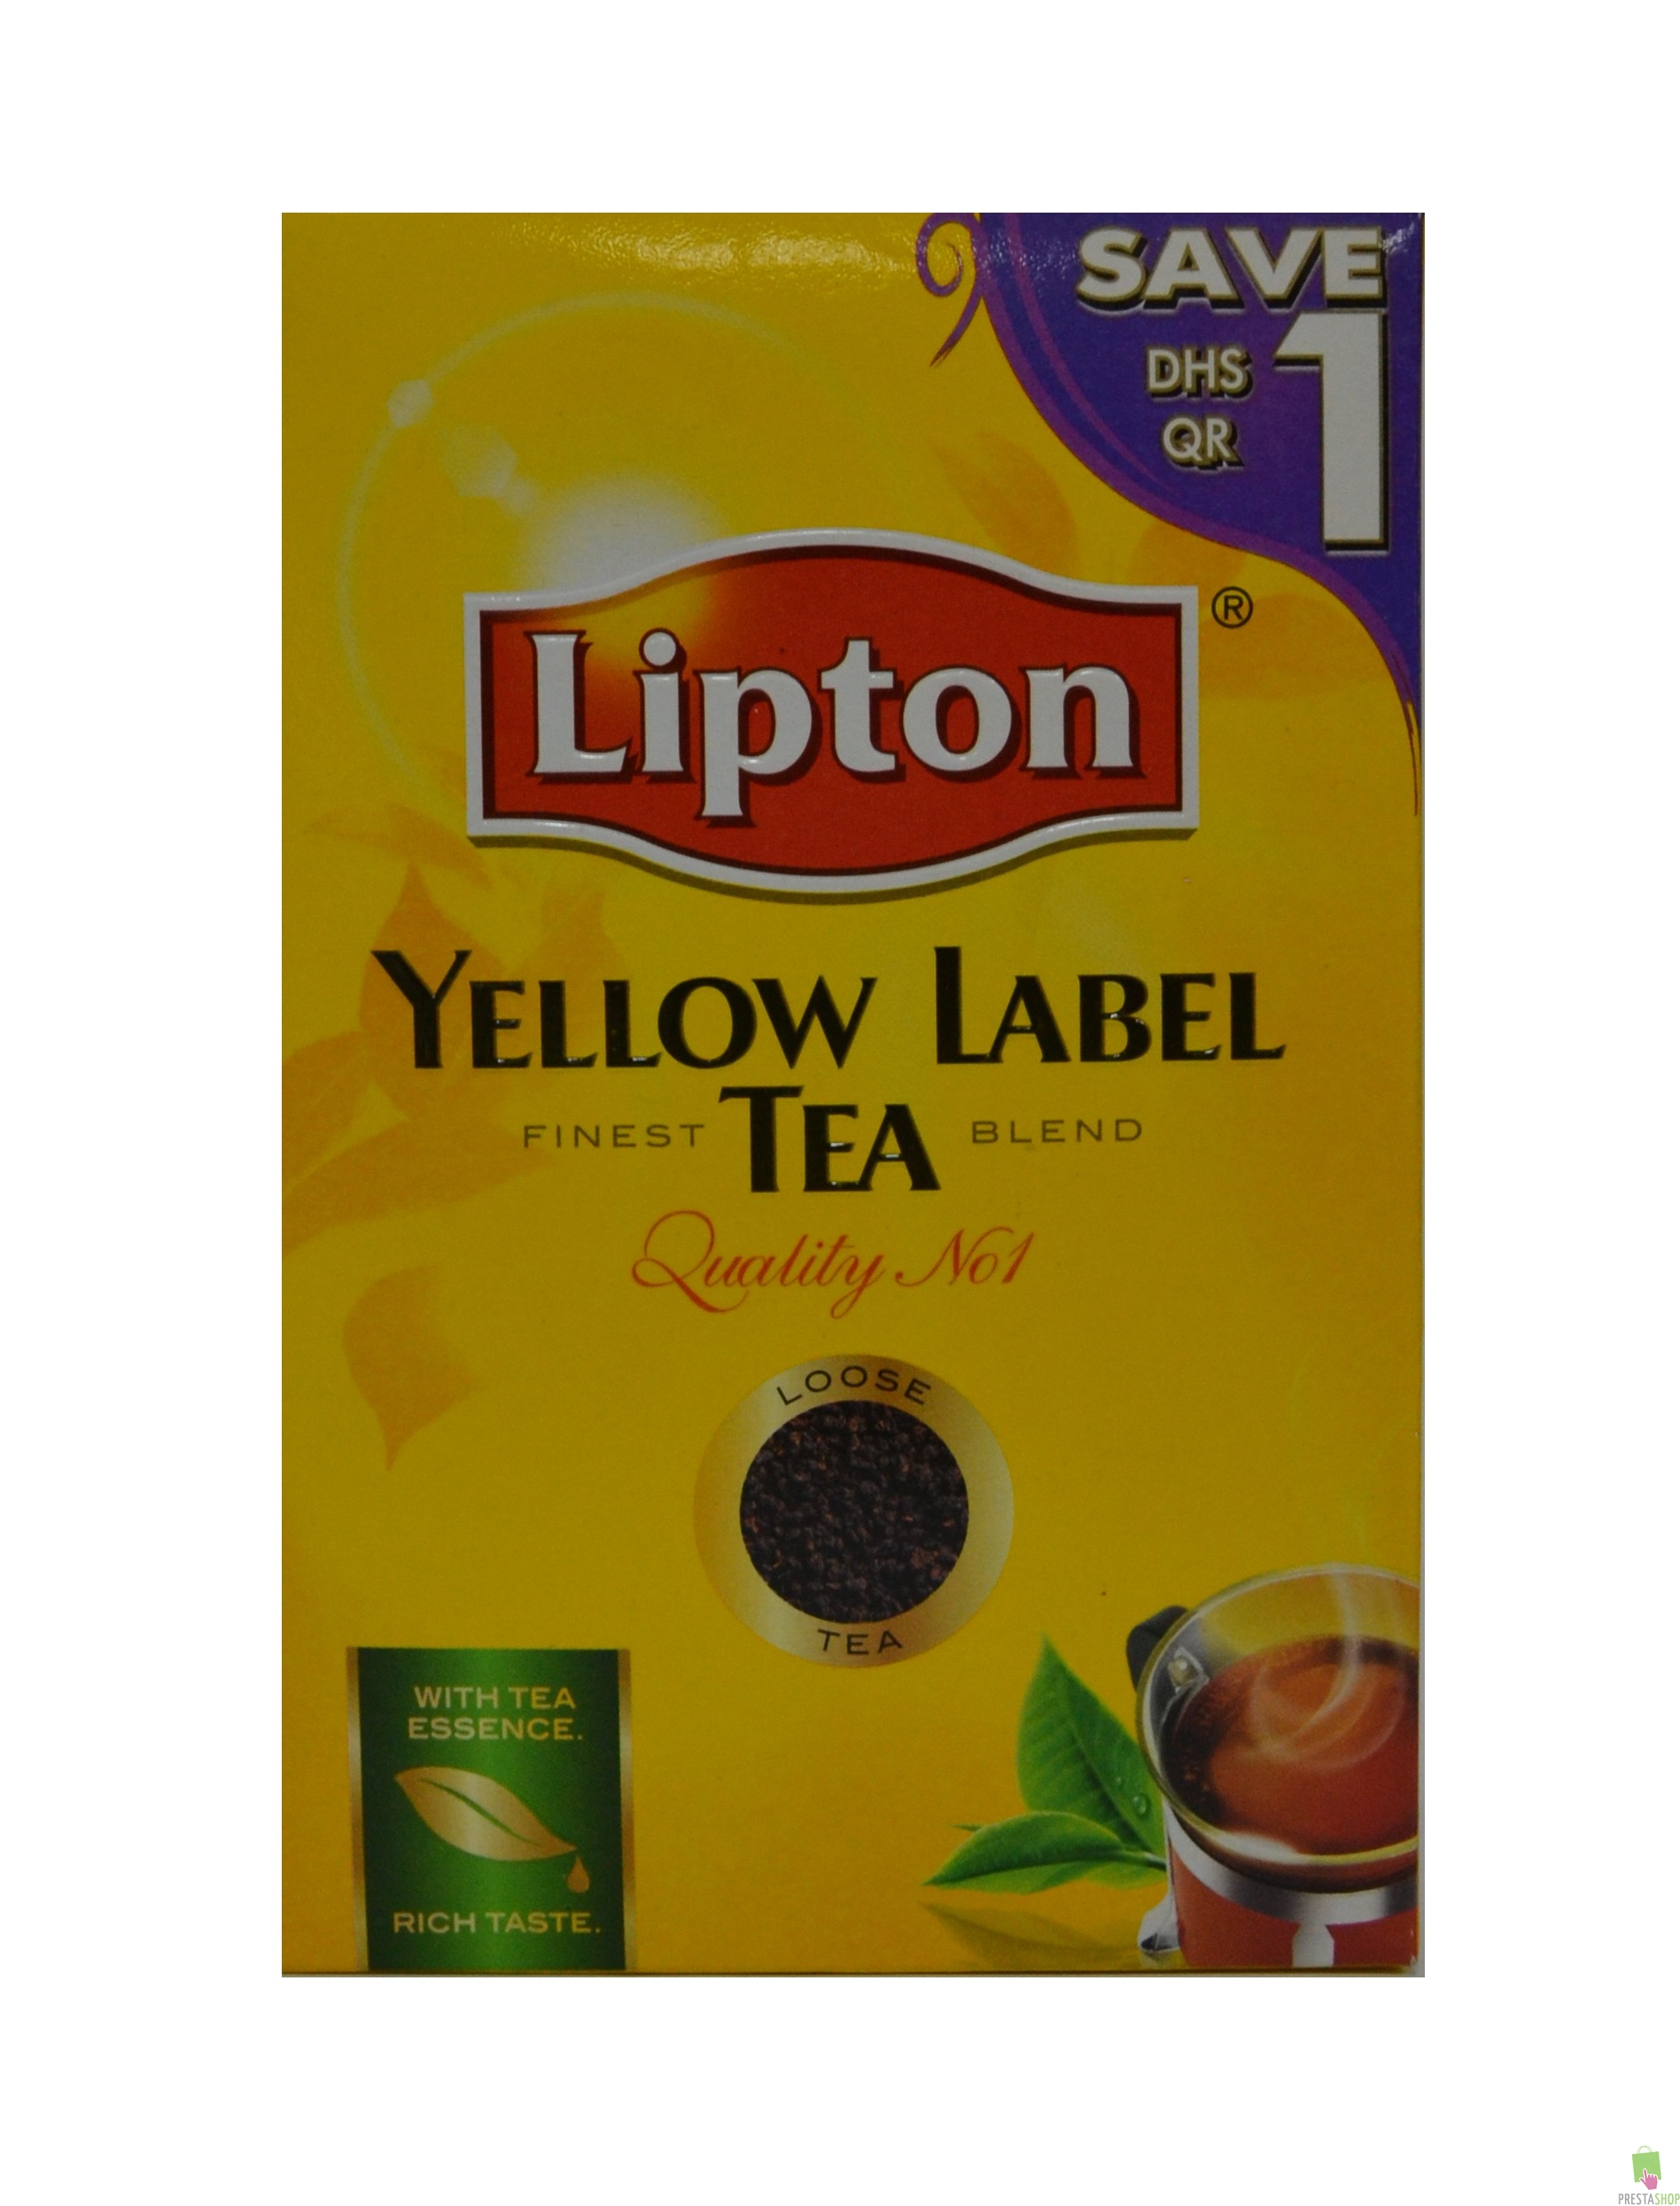 SAVE
1
DHS
QR
Lipton®
YELLOW LABEL
FINEST TEA BLEND
Quality No1
LOOSE
TEA
WITH TEA
ESSENCE.
RICH TASTE.
PRESTASHOP